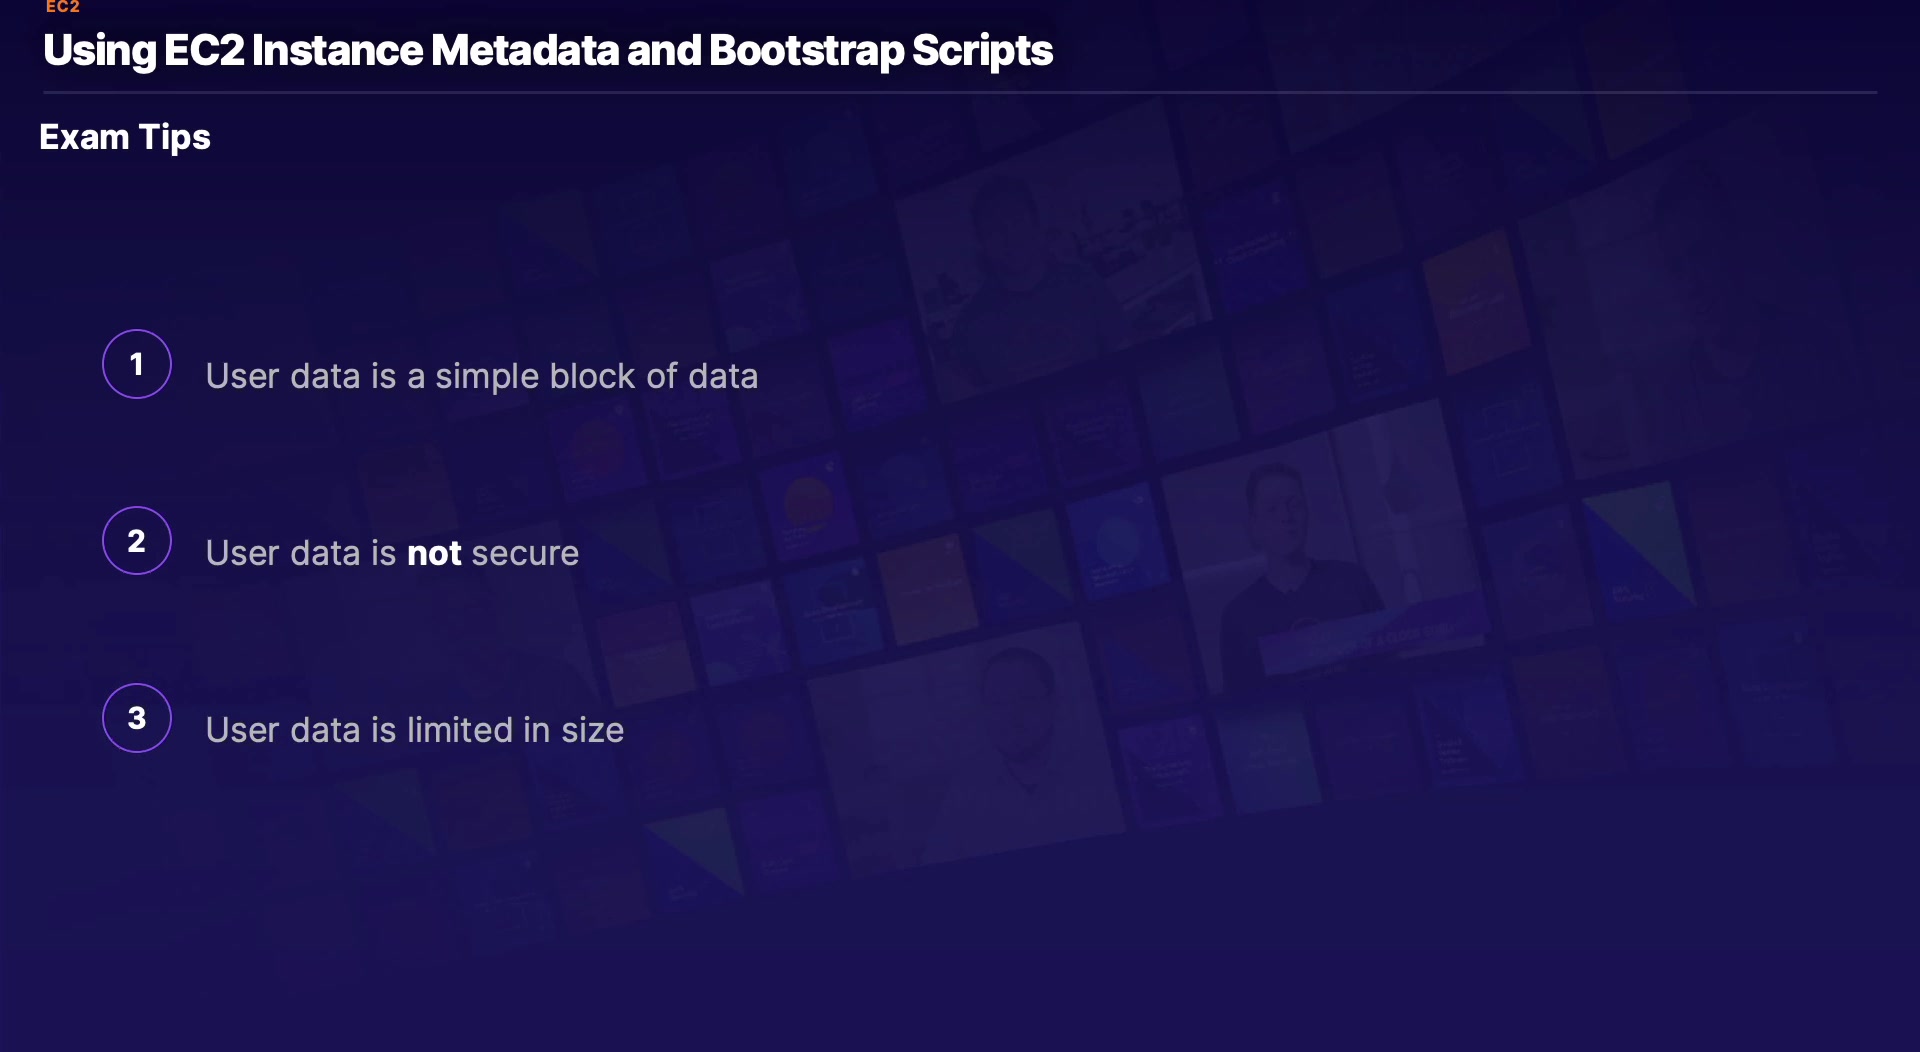 EC2
Using EC2 Instance Metadata and Bootstrap Scripts
Exam Tips
1
User data is a simple block of data
2
User data is not secure
3
User data is limited in size